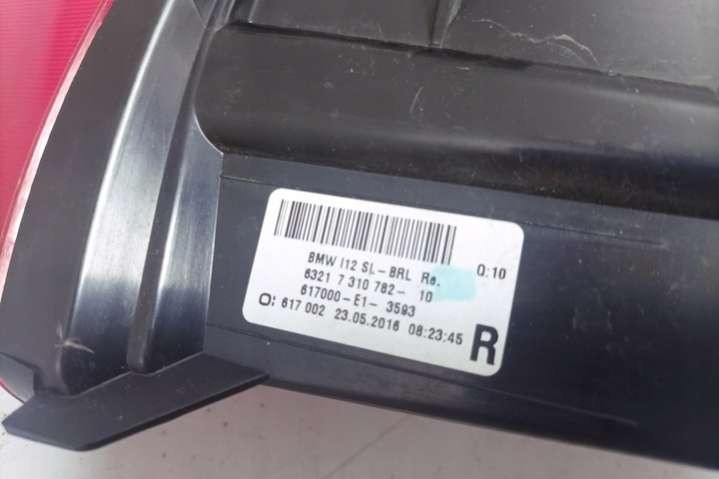 BMW I12 SL-BRL Re. Q:10
6321 7 310 782- 10
617000-E1- 3593
O: 617 002 23.05.2016 08:23:45
R